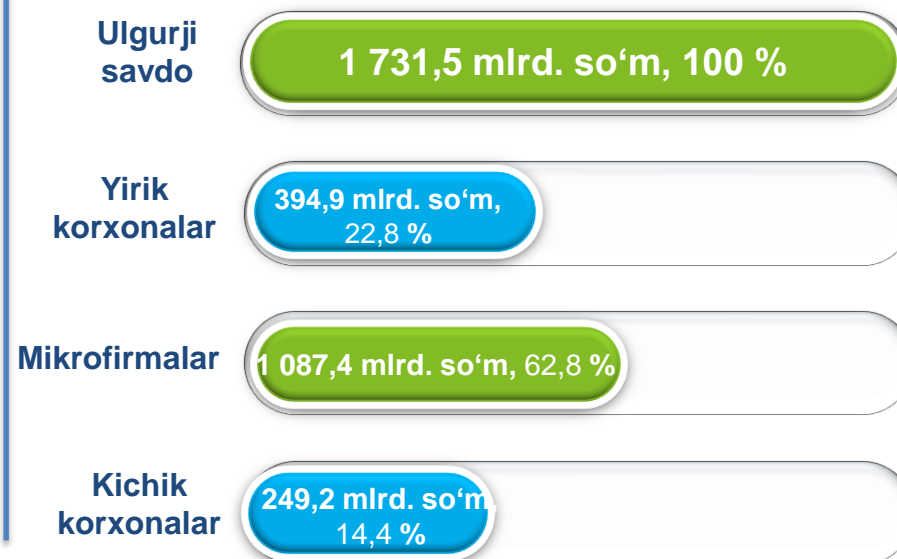 Ulgurji
savdo
1 731,5 mlrd. so‘m, 100 %
Yirik
korxonalar
394,9 mlrd. so‘m,
22,8 %
Mikrofirmalar
1 087,4 mlrd. so‘m, 62,8 %
Kichik
korxonalar
249,2 mlrd. so‘m,
14,4 %